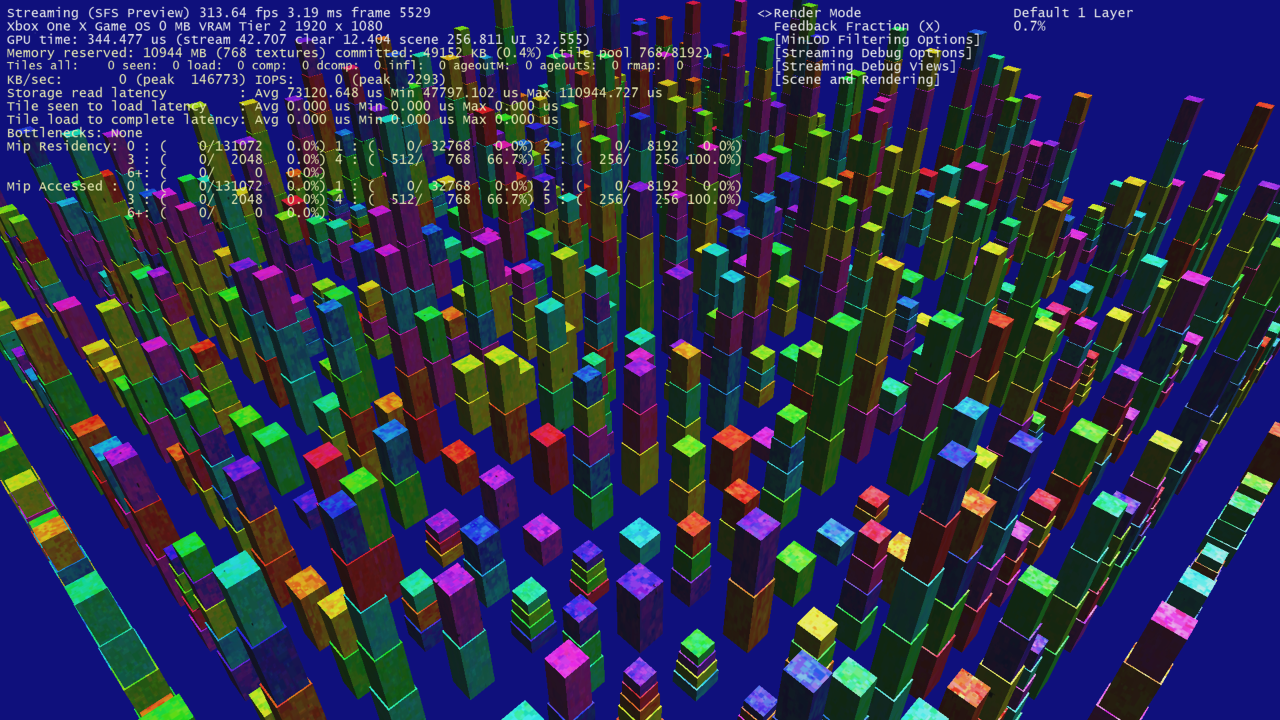 Streaming (SFS Preview) 313.64 fps 3.19 ms frame 5529
Xbox One X Game OS 0 MB VRAM Tier 2 1920 x 1080
GPU time: 344.477 us (stream 42.707 clear 12.404 scene 256.811 UI 32.555)
Memory reserved: 10944 MB (768 textures) committed: 49152 KB (0.4%) (tile pool 768/8192)
Tiles all: 0 seen: 0 load: 0 comp: 0 dcomp: 0 infl: 0 ageoutM: 0 ageoutS: 0 rmap: 0
KB/sec: 0 (peak 146773) IOPS: 0 (peak 2293)
Storage read latency : Avg 73120.648 us Min 47797.102 us Max 110944.727 us
Tile seen to load latency : Avg 0.000 us Min 0.000 us Max 0.000 us
Tile load to complete latency: Avg 0.000 us Min 0.000 us Max 0.000 us
Bottlenecks: None
Mip Residency: 0 : ( 0/131072 0.0%) 1 : ( 0/ 32768 0.0%) 2 : ( 0/ 8192 0.0%)
3 : ( 0/ 2048 0.0%) 4 : ( 512/ 768 66.7%) 5 : ( 256/ 256 100.0%)
6+: ( 0/ 0 0.0%)
Mip Accessed : 0 : ( 0/131072 0.0%) 1 : ( 0/ 32768 0.0%) 2 : ( 0/ 8192 0.0%)
3 : ( 0/ 2048 0.0%) 4 : ( 512/ 768 66.7%) 5 : ( 256/ 256 100.0%)
6+: ( 0/ 0 0.0%)
<>Render Mode Default 1 Layer
Feedback Fraction (X) 0.7%
[MinLOD Filtering Options]
[Streaming Debug Options]
[Streaming Debug Views]
[Scene and Rendering]